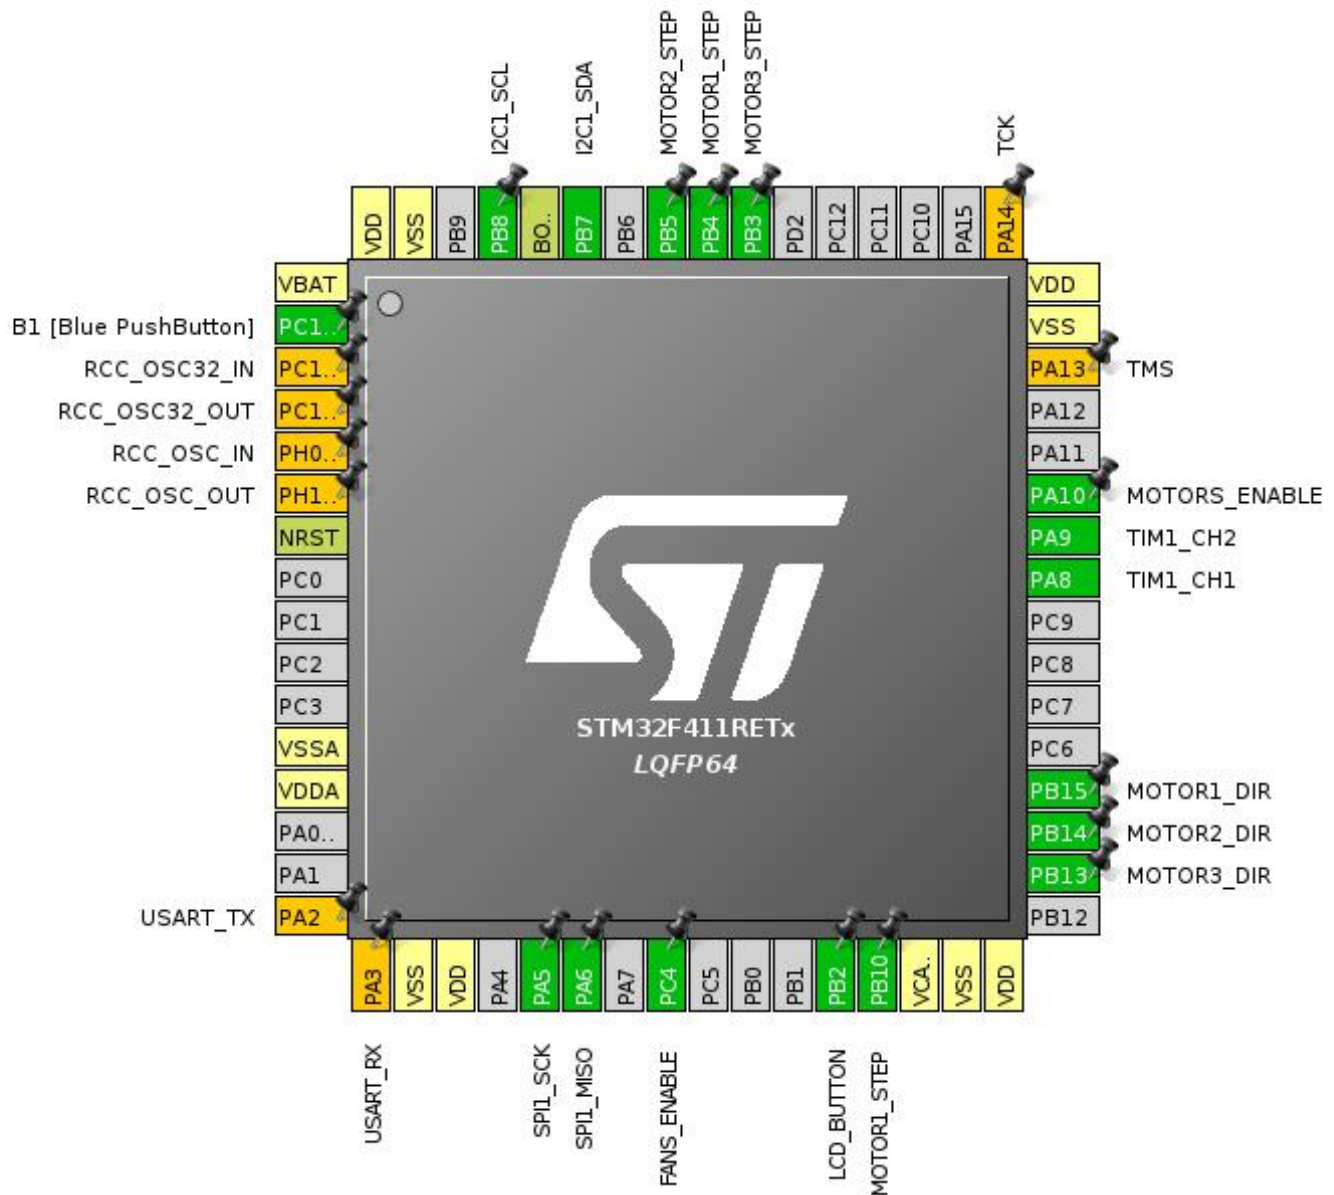 I2C1_SCL
I2C1_SDA
MOTOR2_STEP
MOTOR1_STEP
MOTOR3_STEP
TCK
VDD
VSS
PB9
PB8
BO..
PB7
PB6
PB5
PB4
PB3
PD2
PC12
PC11
PC10
PA15
PA14
VBAT
B1 [Blue PushButton] PC1..
RCC_OSC32_IN PC1..
RCC_OSC32_OUT PC1..
RCC_OSC_IN PH0..
RCC_OSC_OUT PH1..
NRST
PC0
PC1
PC2
PC3
VSSA
VDDA
PA0..
PA1
USART_TX PA2
ST
STM32F411RETx
LQFP64
VDD
VSS
PA13 TMS
PA12
PA11
PA10 MOTORS_ENABLE
PA9 TIM1_CH2
PA8 TIM1_CH1
PC9
PC8
PC7
PC6
PB15 MOTOR1_DIR
PB14 MOTOR2_DIR
PB13 MOTOR3_DIR
PB12
PA3
VSS
VDD
PA4
PA5
PA6
PA7
PC4
PC5
PB0
PB1
PB2
PB10
VCA..
VSS
VDD
USART_RX
SPI1_SCK
SPI1_MISO
FANS_ENABLE
LCD_BUTTON
MOTOR1_STEP